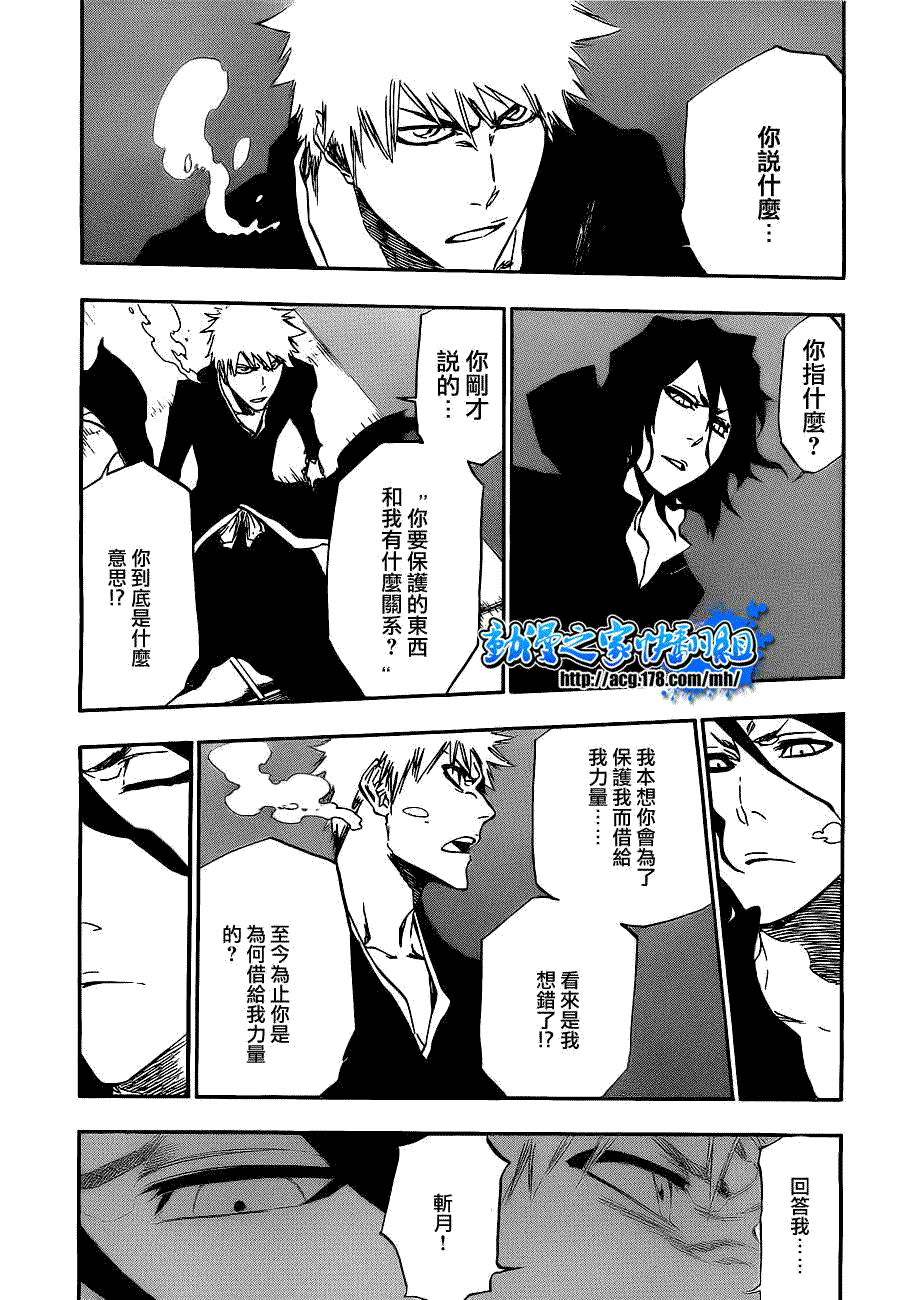 你説什麼…
你指什麼?
你剛才
説的…
”你要保護的東西
和我有什麼關系?“
你到底是什麼
意思!?
動漫之家快翻組
http://acg.178.com/mh/
我本想你會為了
保護我而借給
我力量……
看來是我
想錯了!?
至今為止你是
為何借給我力量
的?
回答我……
斬月!